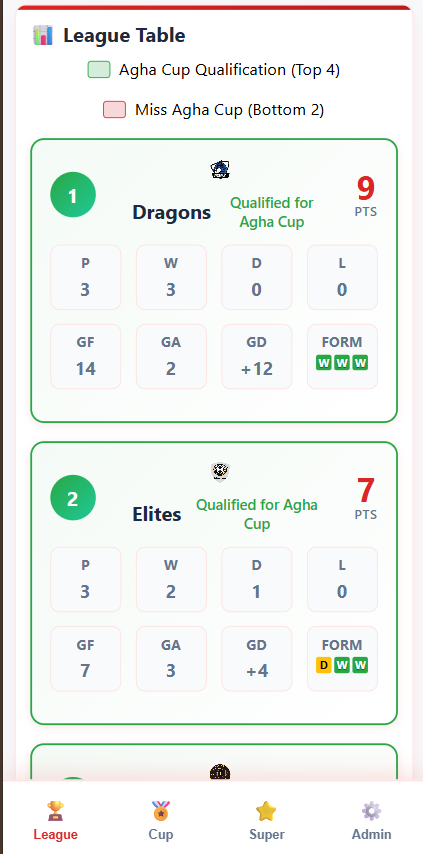 League Table
Agha Cup Qualification (Top 4)
Miss Agha Cup (Bottom 2)
1
Dragons
Qualified for
Agha Cup
9
PTS
P W D L
3 3 0 0
GF GA GD FORM
14 2 +12 W W W
2
Elites
Qualified for Agha
Cup
7
PTS
P W D L
3 2 1 0
GF GA GD FORM
7 3 +4 D W W
League Cup Super Admin